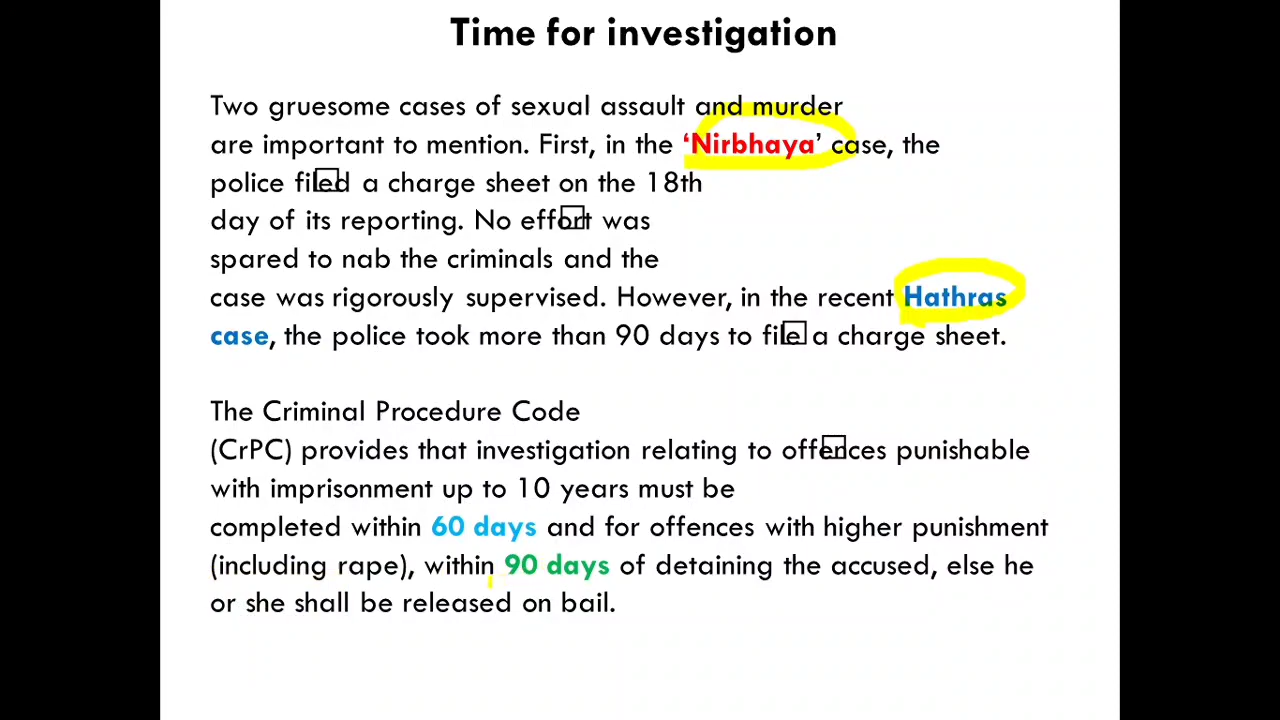 Time for investigation
Two gruesome cases of sexual assault and murder
are important to mention. First, in the ‘Nirbhaya’ case, the
police filed a charge sheet on the 18th
day of its reporting. No effort was
spared to nab the criminals and the
case was rigorously supervised. However, in the recent Hathras
case, the police took more than 90 days to file a charge sheet.
The Criminal Procedure Code
(CrPC) provides that investigation relating to offences punishable
with imprisonment up to 10 years must be
completed within 60 days and for offences with higher punishment
(including rape), within 90 days of detaining the accused, else he
or she shall be released on bail.